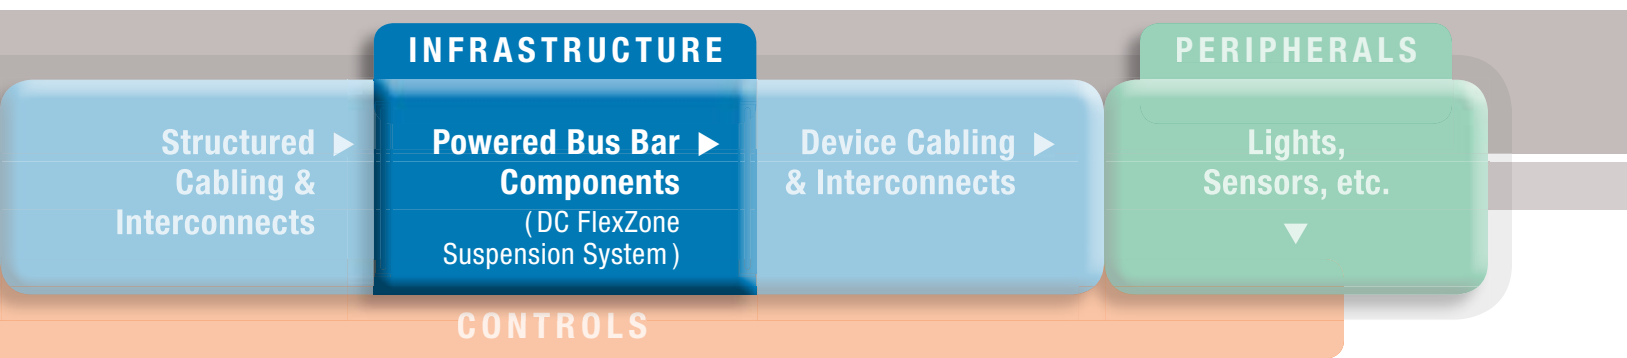 INFRASTRUCTURE
PERIPHERALS
Structured ▶
Cabling &
Interconnects
Powered Bus Bar ▶
Components
(DC FlexZone
Suspension System)
Device Cabling ▶
& Interconnects
Lights,
Sensors, etc.
▼
CONTROLS